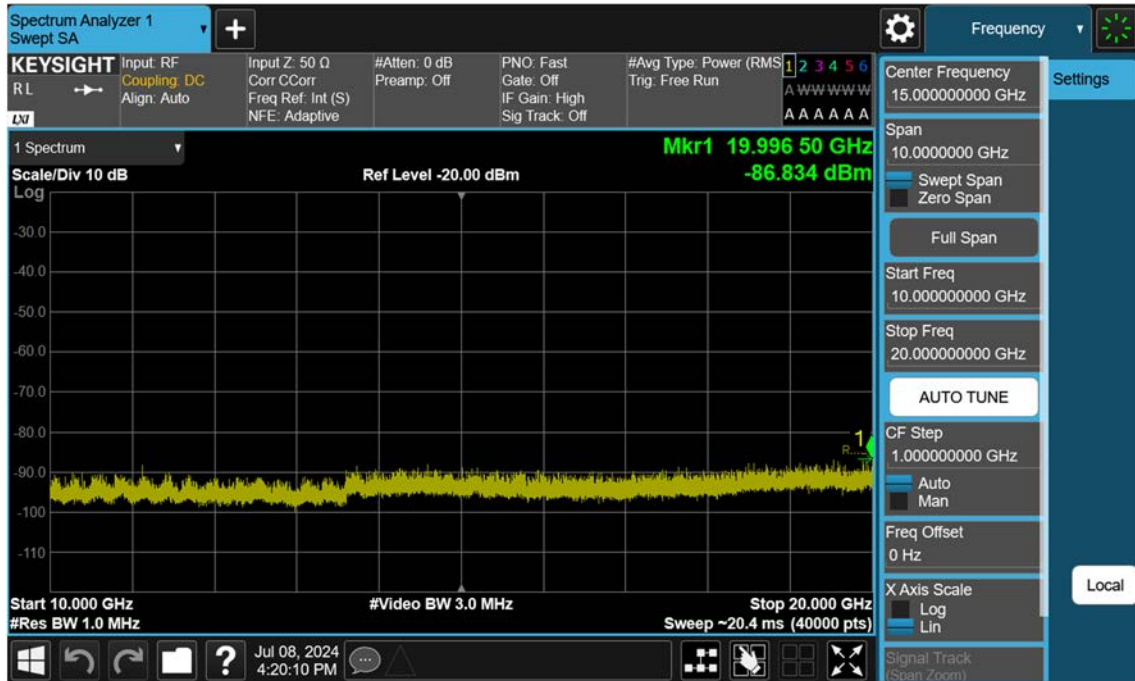 Spectrum Analyzer 1
Swept SA
Frequency
KEYSIGHT
R L
LXI
Input: RF
Coupling: DC
Align: Auto
Input Z: 50 Ω
Corr CCorr
Freq Ref: Int (S)
NFE: Adaptive
#Atten: 0 dB
Preamp: Off
PNO: Fast
Gate: Off
IF Gain: High
Sig Track: Off
#Avg Type: Power (RMS
Trig: Free Run
1 2 3 4 5 6
A W W W W W
A A A A A A
1 Spectrum
Mkr1 19.996 50 GHz
Scale/Div 10 dB
Ref Level -20.00 dBm
-86.834 dBm
Log
-30.0
-40.0
-50.0
-60.0
-70.0
-80.0
1
-90.0
-100
-110
Start 10.000 GHz
#Video BW 3.0 MHz
Stop 20.000 GHz
#Res BW 1.0 MHz
Sweep ~20.4 ms (40000 pts)
Jul 08, 2024
4:20:10 PM
Center Frequency
15.000000000 GHz
Span
10.0000000 GHz
Swept Span
Zero Span
Full Span
Start Freq
10.000000000 GHz
Stop Freq
20.000000000 GHz
AUTO TUNE
CF Step
1.000000000 GHz
Auto
Man
Freq Offset
0 Hz
X Axis Scale
Log
Lin
Signal Track
(Span Zoom)
Settings
Local